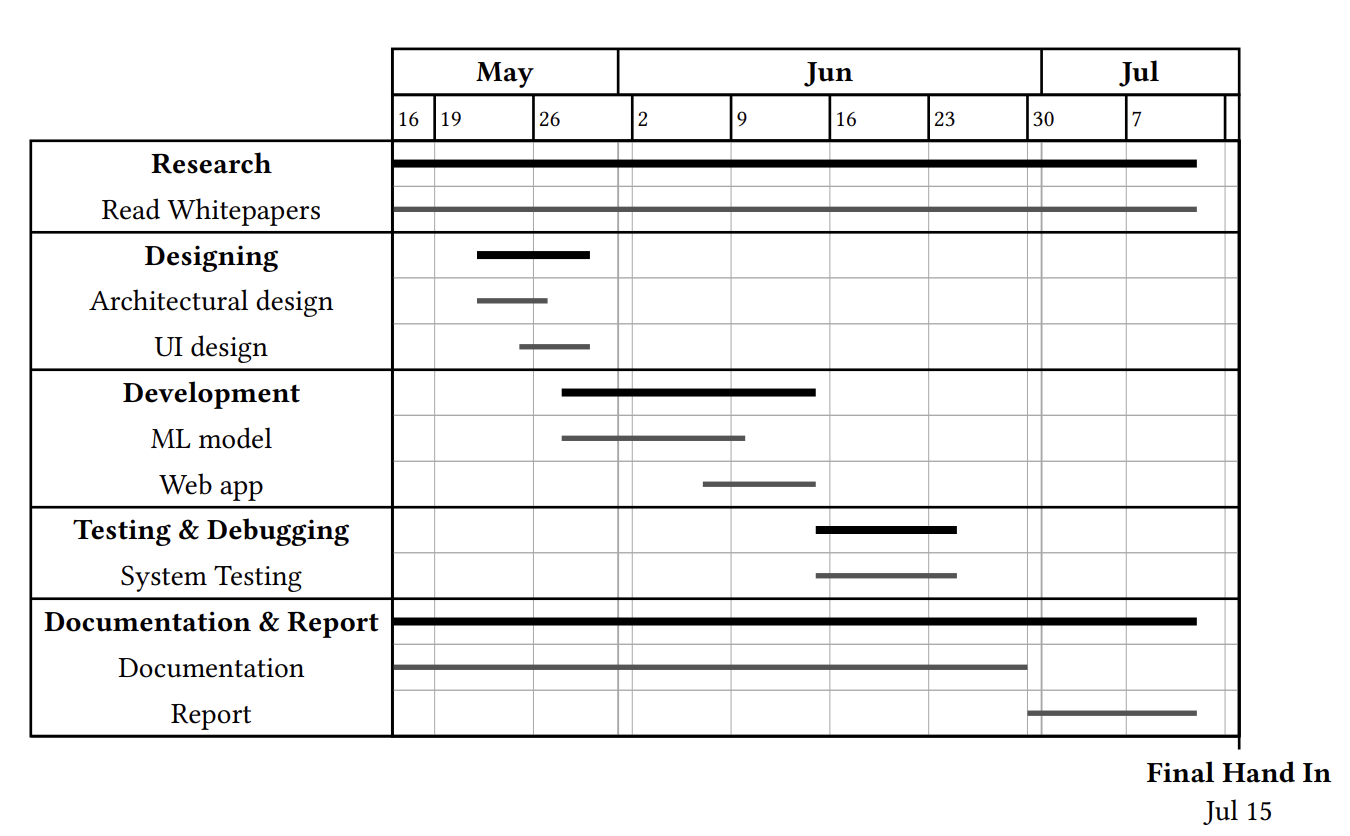 May Jun Jul
16 19 26 2 9 16 23 30 7
Research
Read Whitepapers
Designing
Architectural design
UI design
Development
ML model
Web app
Testing & Debugging
System Testing
Documentation & Report
Documentation
Report
Final Hand In
Jul 15